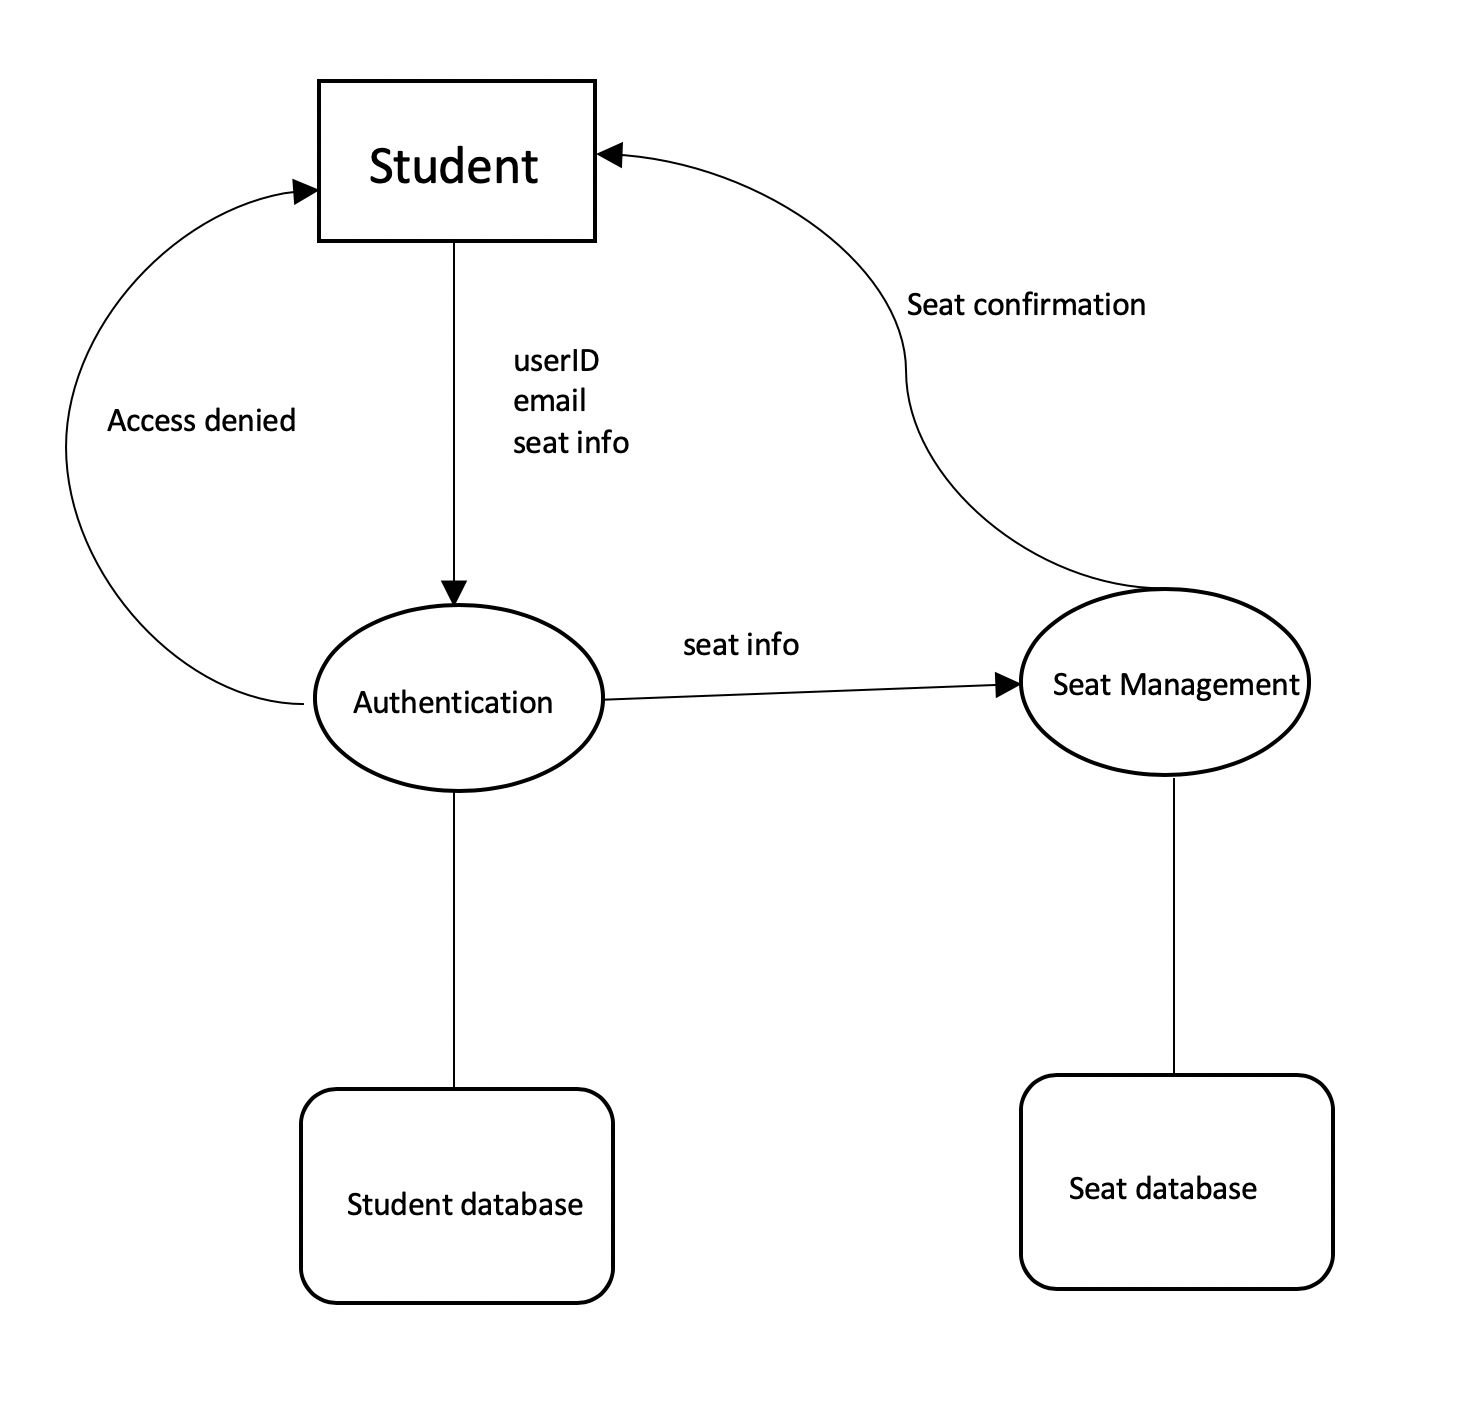 Student
Seat confirmation
userID
email
seat info
Access denied
seat info
Authentication
Seat Management
Student database
Seat database